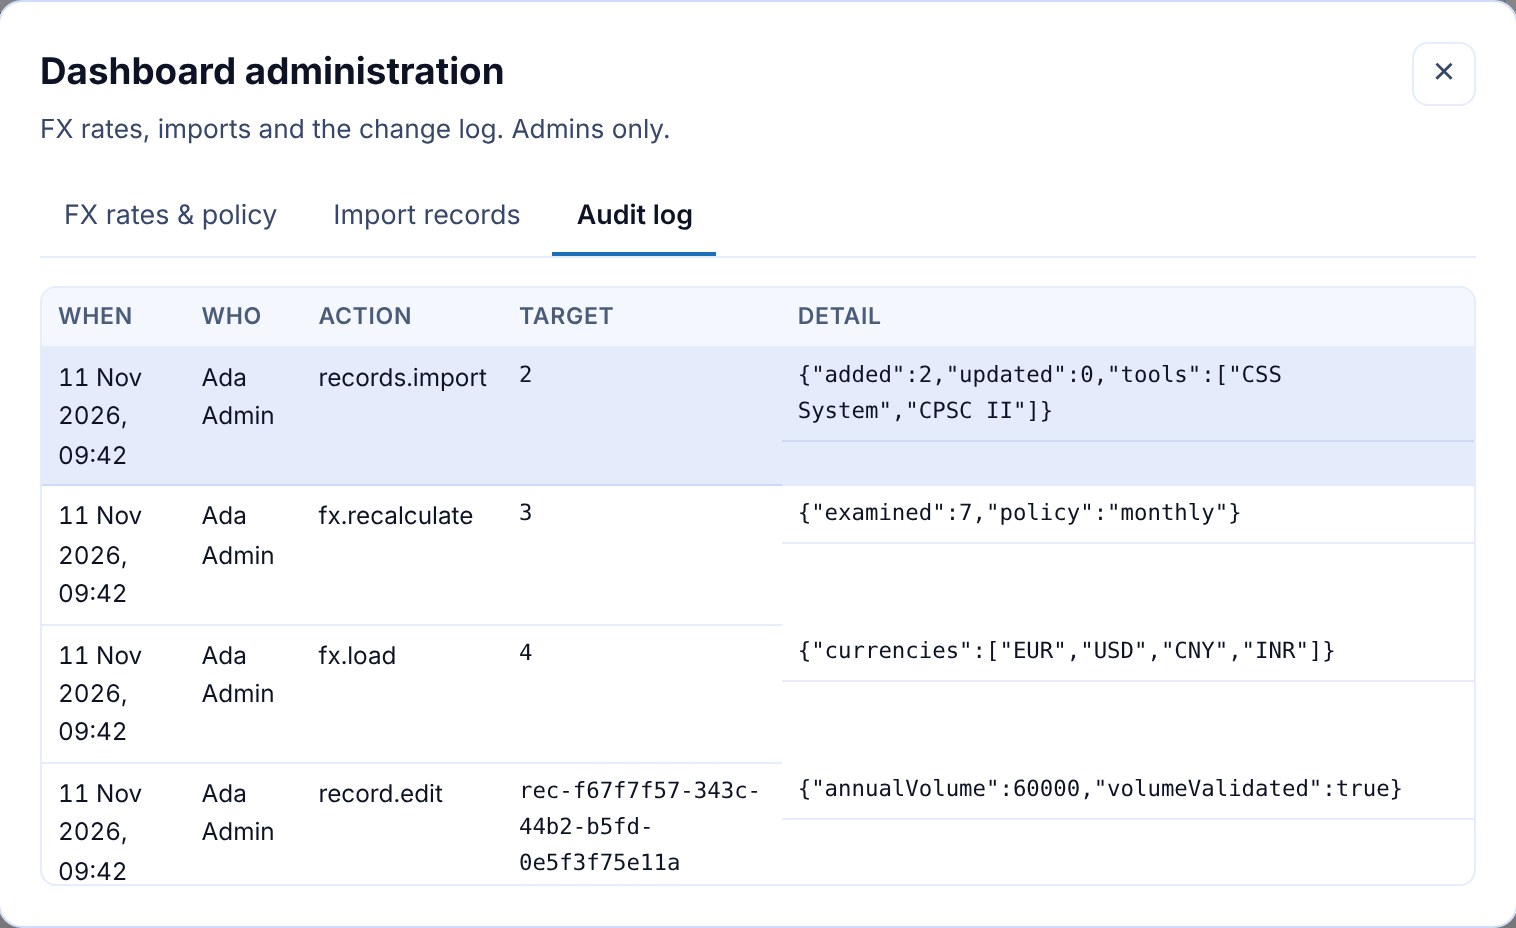 Dashboard administration
✕
FX rates, imports and the change log. Admins only.
FX rates & policy Import records Audit log
WHEN WHO ACTION TARGET DETAIL
11 Nov 2026, 09:42 Ada Admin records.import 2 {"added":2,"updated":0,"tools":["CSS System","CPSC II"]}
11 Nov 2026, 09:42 Ada Admin fx.recalculate 3 {"examined":7,"policy":"monthly"}
11 Nov 2026, 09:42 Ada Admin fx.load 4 {"currencies":["EUR","USD","CNY","INR"]}
11 Nov 2026, 09:42 Ada Admin record.edit rec-f67f7f57-343c-44b2-b5fd-0e5f3f75e11a {"annualVolume":60000,"volumeValidated":true}